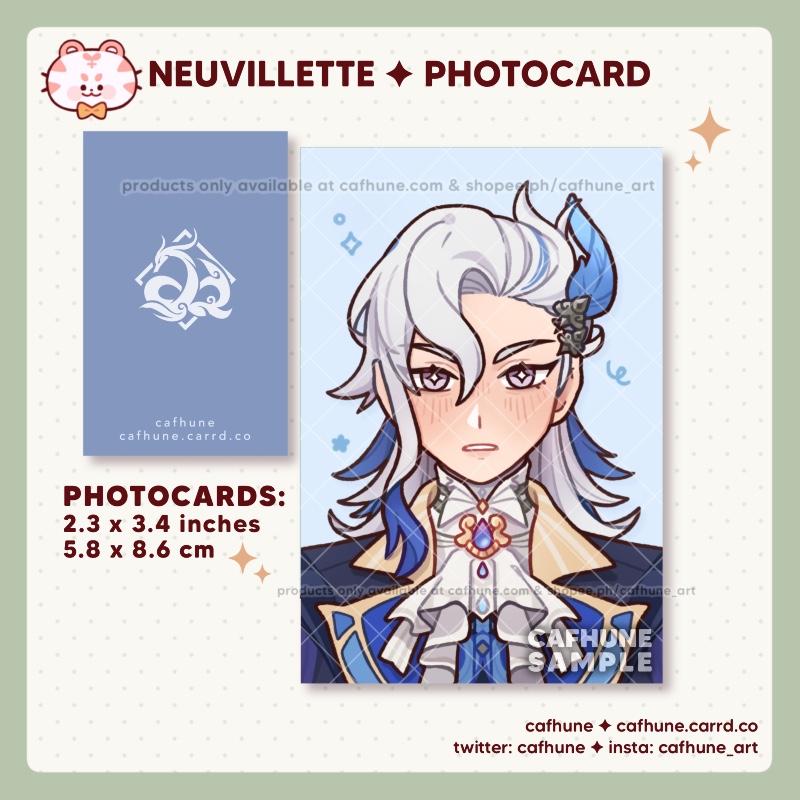 NEUVILLETTE ✦ PHOTOCARD
products only available at cafhune.com & shopee.ph/cafhune_art
cafhune
cafhune.carrd.co
PHOTOCARDS:
2.3 x 3.4 inches
5.8 x 8.6 cm
products only available at cafhune.com & shopee.ph/cafhune_art
CAFHUNE
SAMPLE
cafhune ✦ cafhune.carrd.co
twitter: cafhune ✦ insta: cafhune_art